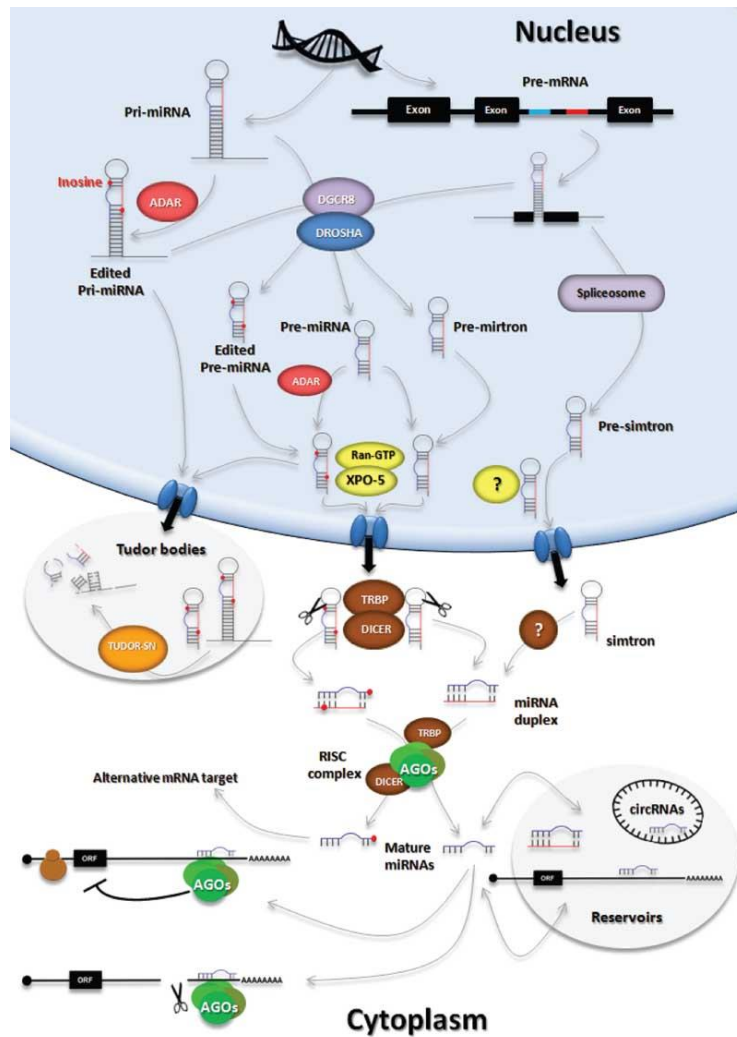 Nucleus
Pre-mRNA
Exon Exon Exon
Pri-miRNA
Inosine
ADAR
DGCR8
DROSHA
Edited
Pri-miRNA
Spliceosome
Edited
Pre-miRNA
Pre-miRNA
Pre-mirtron
ADAR
Pre-simtron
Ran-GTP
XPO-5
?
Tudor bodies
TUDOR-SN
TRBP
DICER
?
simtron
miRNA
duplex
RISC
complex
TRBP
AGOs
DICER
Alternative mRNA target
Mature
miRNAs
circRNAs
ORF
AAAAAAAA
AGOs
ORF
AAAAAAAA
Reservoirs
ORF
AAAAAAAA
AGOs
Cytoplasm